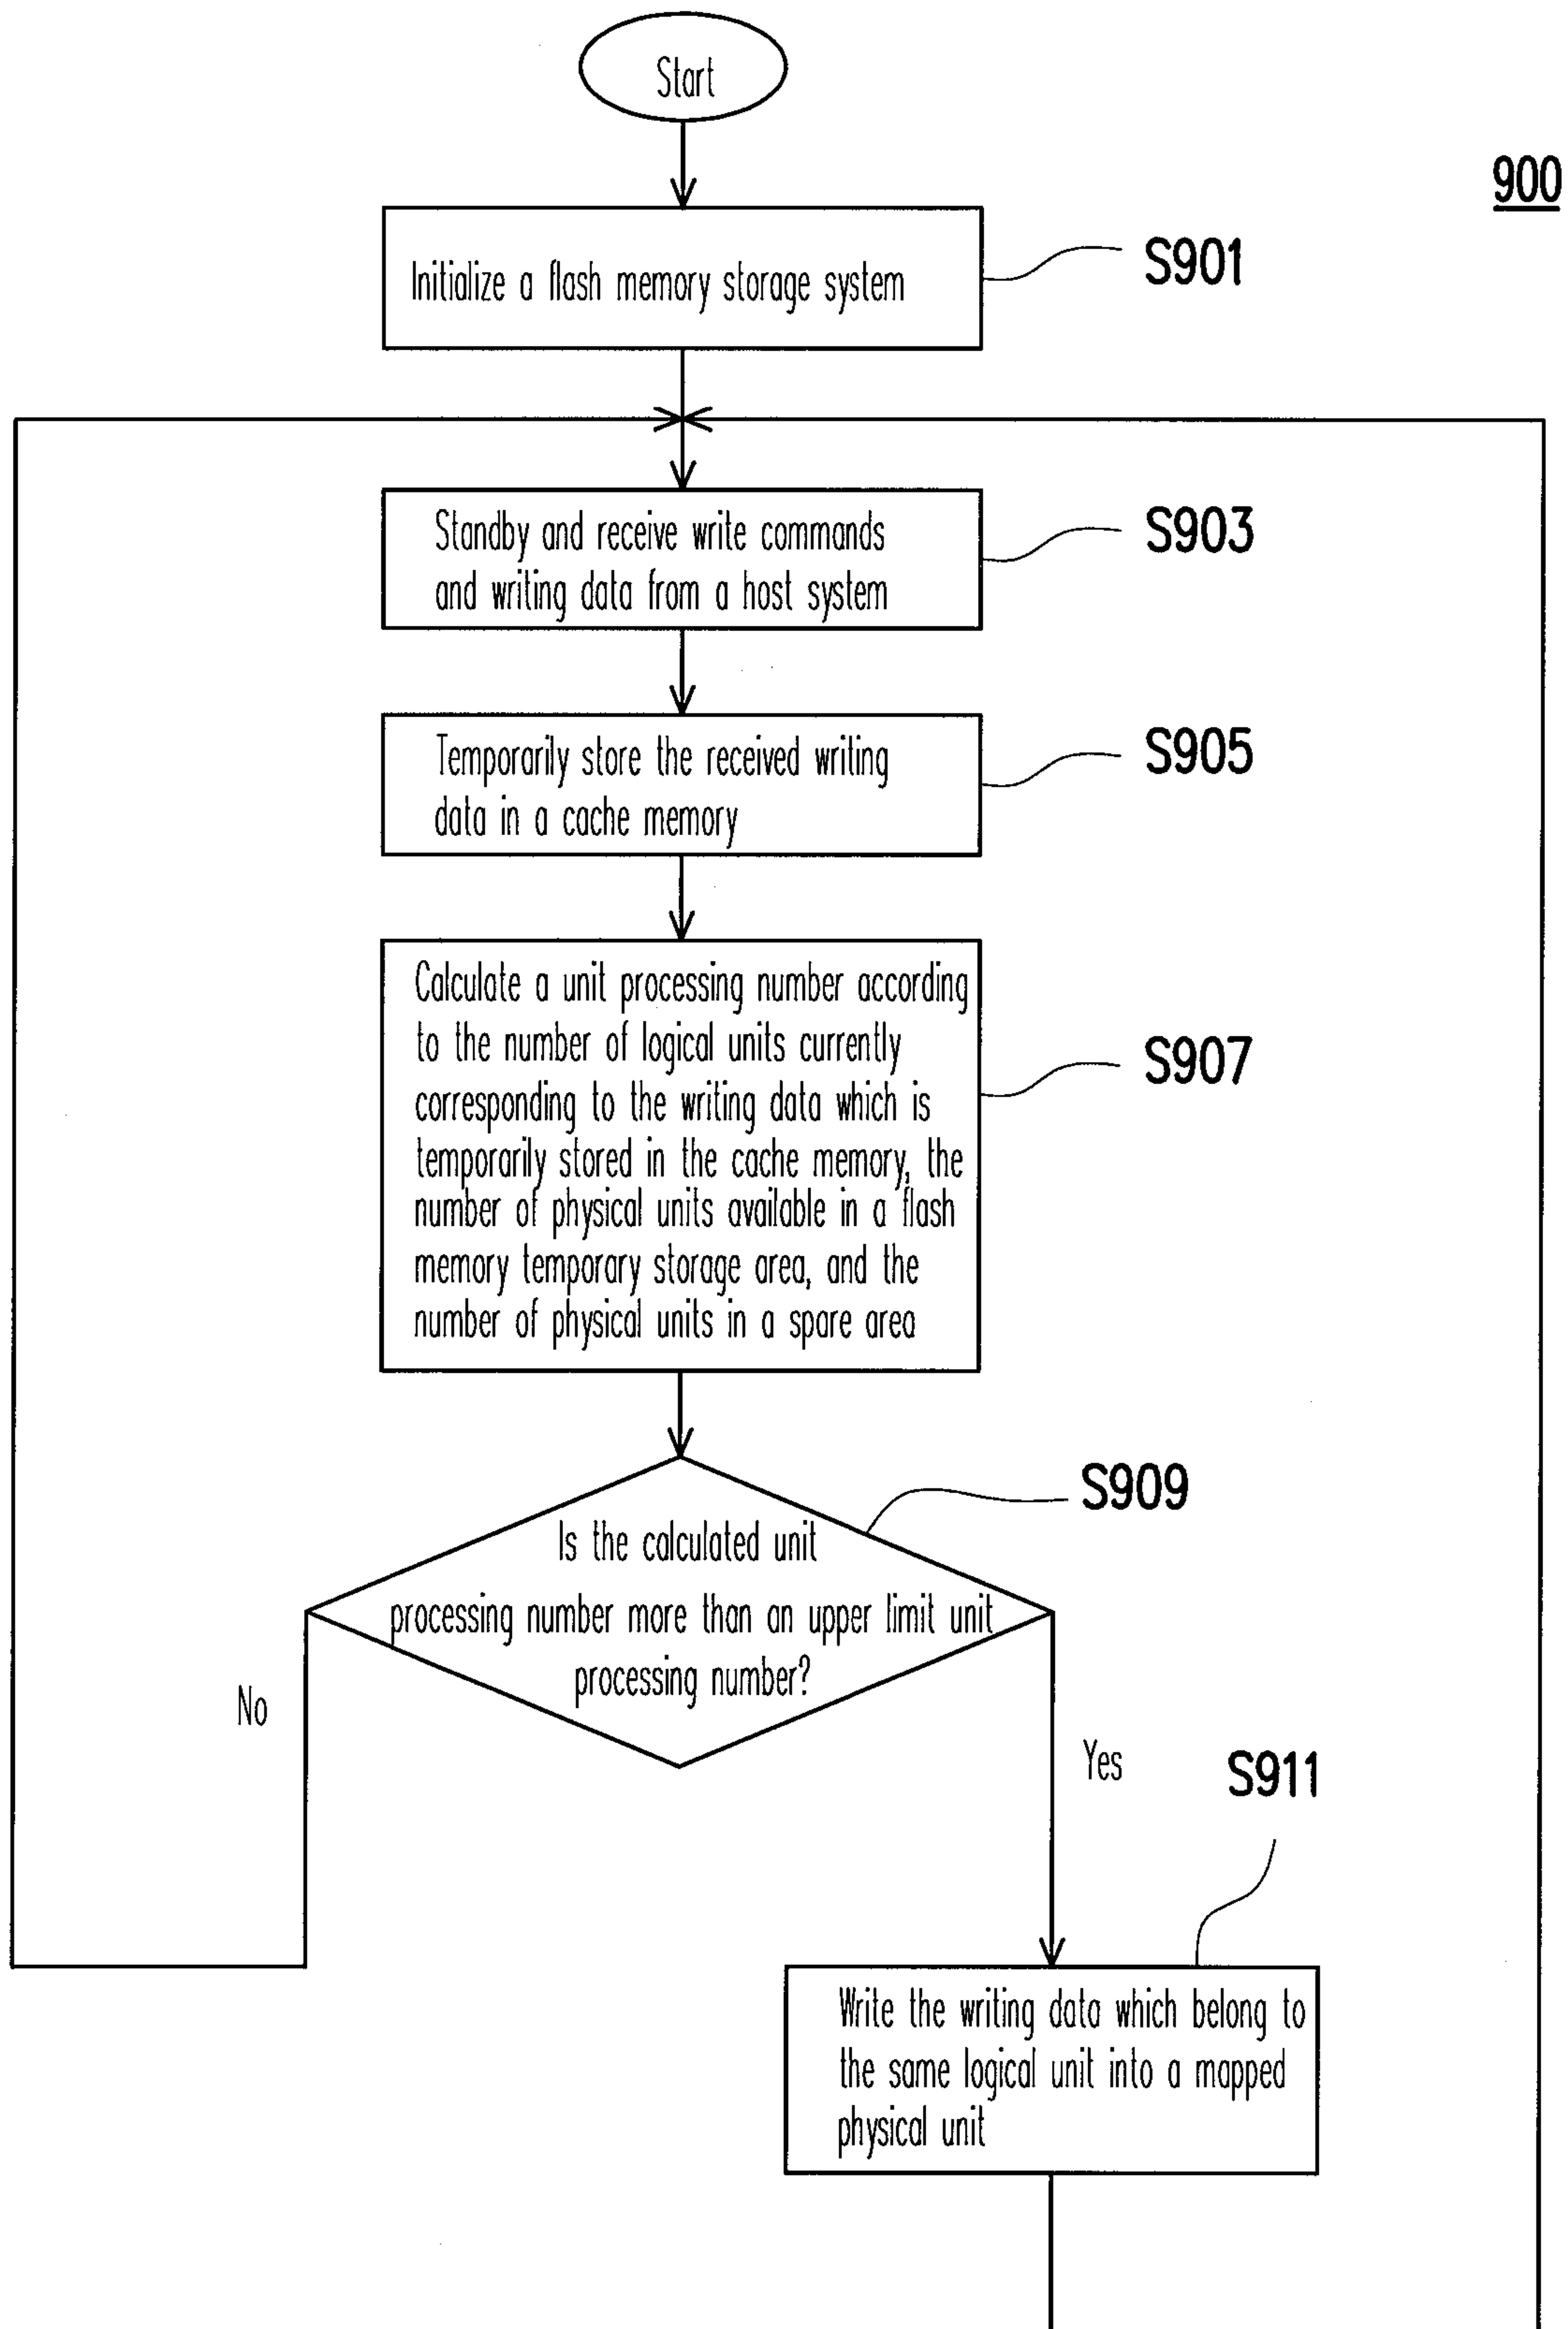 Start
900
Initialize a flash memory storage system
S901
Standby and receive write commands
and writing data from a host system
S903
Temporarily store the received writing
data in a cache memory
S905
Calculate a unit processing number according
to the number of logical units currently
corresponding to the writing data which is
temporarily stored in the cache memory, the
number of physical units available in a flash
memory temporary storage area, and the
number of physical units in a spare area
S907
S909
Is the calculated unit
processing number more than an upper limit unit
processing number?
No
Yes
S911
Write the writing data which belong to
the same logical unit into a mapped
physical unit